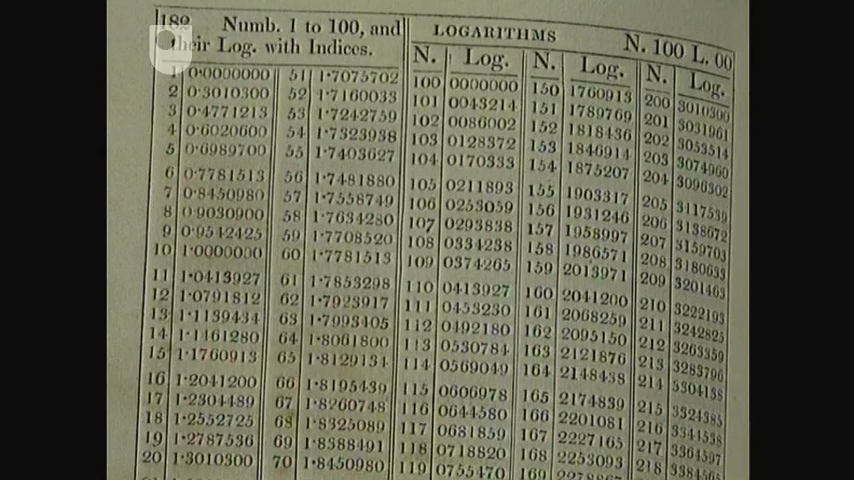 182 Numb. 1 to 100, and their Log. with Indices. LOGARITHMS N. 100 L. 00
N. Log. N. Log. N. Log.
1 0·0000000 51 1·7075702 100 0000000 150 1760913 200 3010300
2 0·3010300 52 1·7160033 101 0043214 151 1789769 201 3031961
3 0·4771213 53 1·7242759 102 0086002 152 1818436 202 3053514
4 0·6020600 54 1·7323938 103 0128372 153 1846914 203 3074960
5 0·6989700 55 1·7403627 104 0170333 154 1875207 204 3096302
6 0·7781513 56 1·7481880 105 0211893 155 1903317 205 3117539
7 0·8450980 57 1·7558749 106 0253059 156 1931246 206 3138672
8 0·9030900 58 1·7634280 107 0293838 157 1958997 207 3159703
9 0·9542425 59 1·7708520 108 0334238 158 1986571 208 3180633
10 1·0000000 60 1·7781513 109 0374265 159 2013971 209 3201463
11 1·0413927 61 1·7853298 110 0413927 160 2041200 210 3222193
12 1·0791812 62 1·7923917 111 0453230 161 2068259 211 3242825
13 1·1139434 63 1·7993405 112 0492180 162 2095150 212 3263359
14 1·1461280 64 1·8061800 113 0530784 163 2121876 213 3283796
15 1·1760913 65 1·8129134 114 0569049 164 2148438 214 3304138
16 1·2041200 66 1·8195439 115 0606978 165 2174839 215 3324385
17 1·2304489 67 1·8260748 116 0644580 166 2201081 216 3344538
18 1·2552725 68 1·8325089 117 0681859 167 2227165 217 3364597
19 1·2787536 69 1·8388491 118 0718820 168 2253093 218
20 1·3010300 70 1·8450980 119 0755470 169